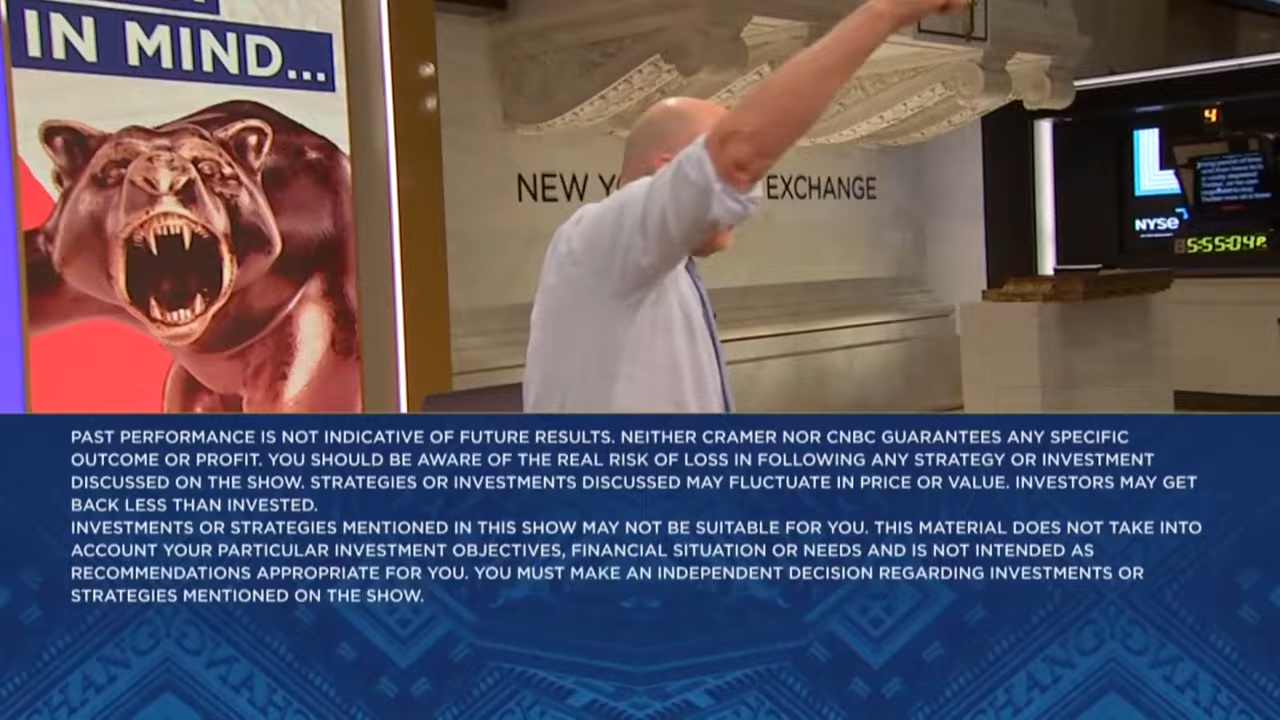 IN MIND...
NEW Y
EXCHANGE
4
NYSE
5:55:04
PAST PERFORMANCE IS NOT INDICATIVE OF FUTURE RESULTS. NEITHER CRAMER NOR CNBC GUARANTEES ANY SPECIFIC
OUTCOME OR PROFIT. YOU SHOULD BE AWARE OF THE REAL RISK OF LOSS IN FOLLOWING ANY STRATEGY OR INVESTMENT
DISCUSSED ON THE SHOW. STRATEGIES OR INVESTMENTS DISCUSSED MAY FLUCTUATE IN PRICE OR VALUE. INVESTORS MAY GET
BACK LESS THAN INVESTED.
INVESTMENTS OR STRATEGIES MENTIONED IN THIS SHOW MAY NOT BE SUITABLE FOR YOU. THIS MATERIAL DOES NOT TAKE INTO
ACCOUNT YOUR PARTICULAR INVESTMENT OBJECTIVES, FINANCIAL SITUATION OR NEEDS AND IS NOT INTENDED AS
RECOMMENDATIONS APPROPRIATE FOR YOU. YOU MUST MAKE AN INDEPENDENT DECISION REGARDING INVESTMENTS OR
STRATEGIES MENTIONED ON THE SHOW.